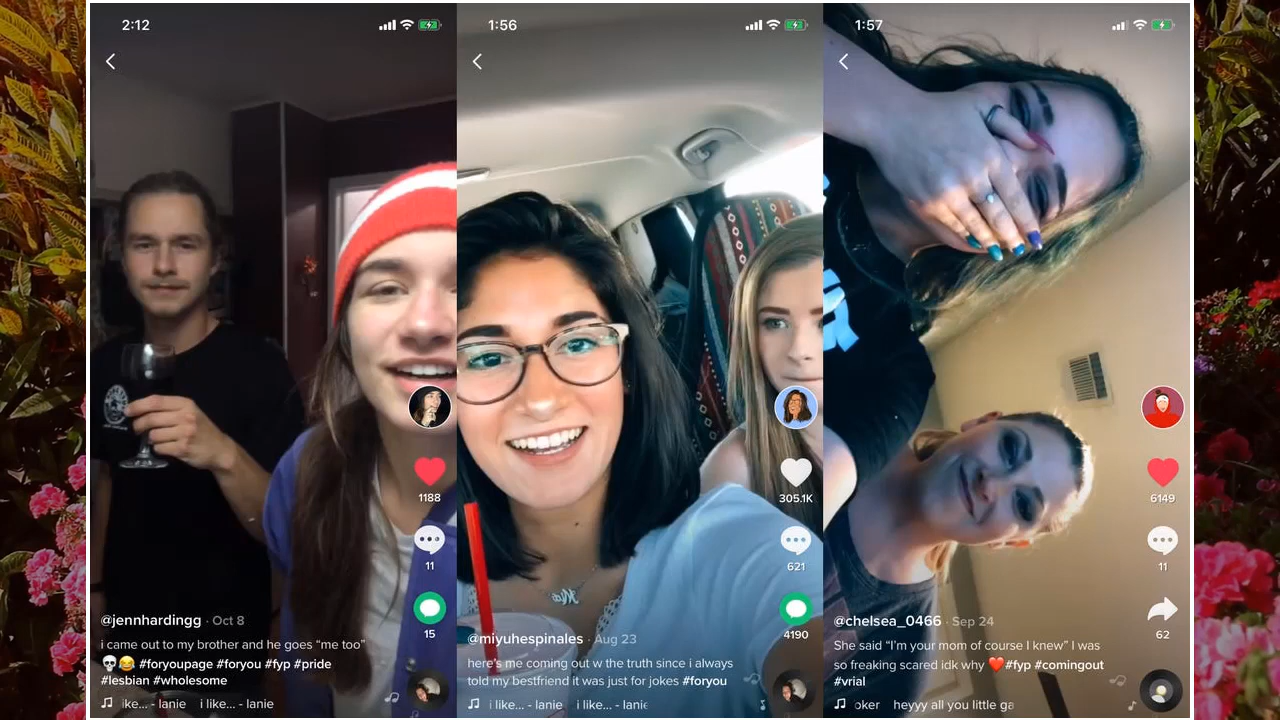 2:12
@jennhardingg · Oct 8
i came out to my brother and he goes “me too”
💀😂 #foryoupage #foryou #fyp #pride
#lesbian #wholesome
ike... - lanie i like... - lanie
1188
11
15
1:56
@miyuhespinales · Aug 23
here’s me coming out w the truth since i always
told my bestfriend it was just for jokes #foryou
i like... - lanie i like... - lanie
305.1K
621
4190
1:57
@chelsea_0466 · Sep 24
She said “I’m your mom of course I knew” I was
so freaking scared idk why ❤️#fyp #comingout
#vrial
oker heyyy all you little ga
6149
11
62